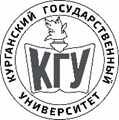 КУРГАНСКИЙ ГОСУДАРСТВЕННЫЙ
КГУ
УНИВЕРСИТЕТ